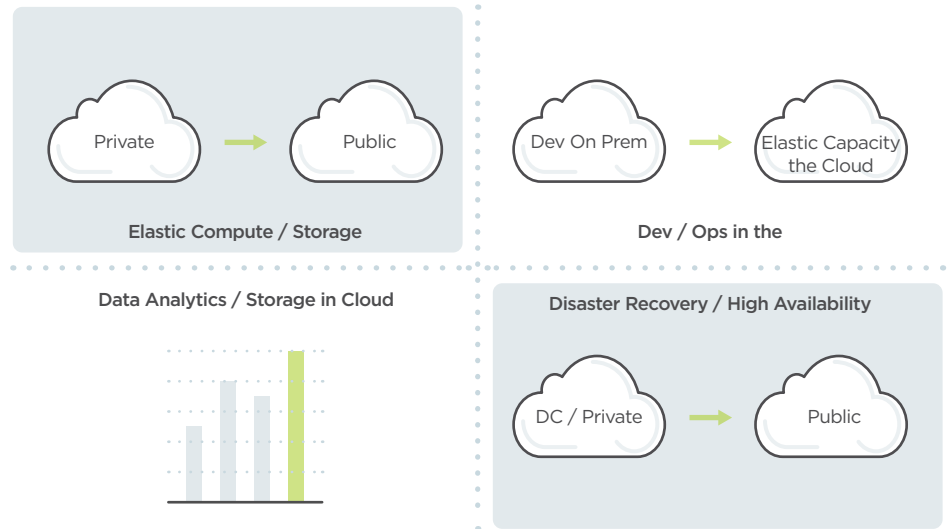 Private
Public
Elastic Compute / Storage
Dev On Prem
Elastic Capacity
the Cloud
Dev / Ops in the
Data Analytics / Storage in Cloud
Disaster Recovery / High Availability
DC / Private
Public